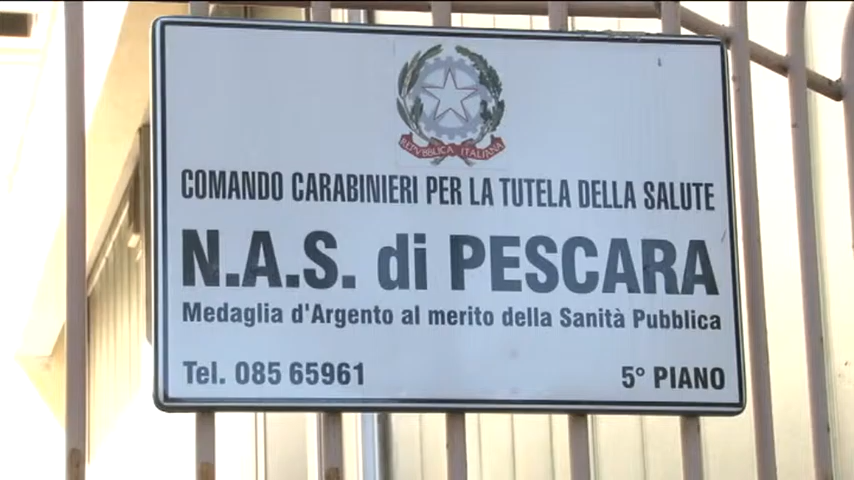 REPVBBLICA ITALIANA
COMANDO CARABINIERI PER LA TUTELA DELLA SALUTE
N.A.S. di PESCARA
Medaglia d'Argento al merito della Sanità Pubblica
Tel. 085 65961
5° PIANO